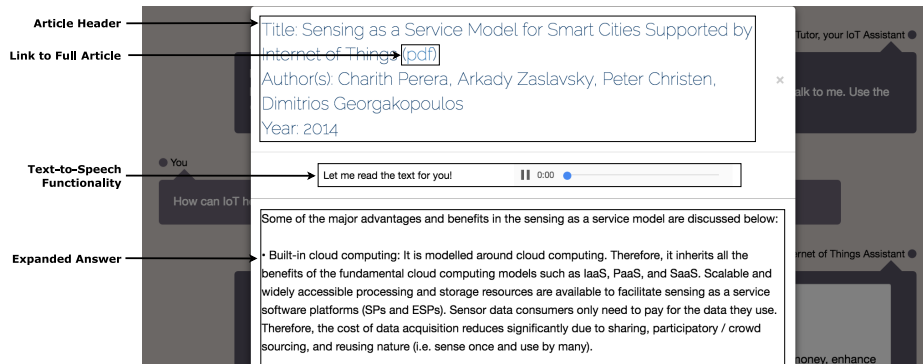 Article Header
Link to Full Article
Text-to-Speech
Functionality
Expanded Answer
Title: Sensing as a Service Model for Smart Cities Supported by
Internet of Things (pdf)
Author(s): Charith Perera, Arkady Zaslavsky, Peter Christen,
Dimitrios Georgakopoulos
Year: 2014
×
Tutor, your IoT Assistant
alk to me. Use the
You
How can IoT h
Let me read the text for you!
0:00
Some of the major advantages and benefits in the sensing as a service model are discussed below:
• Built-in cloud computing: It is modelled around cloud computing. Therefore, it inherits all the
benefits of the fundamental cloud computing models such as IaaS, PaaS, and SaaS. Scalable and
widely accessible processing and storage resources are available to facilitate sensing as a service
software platforms (SPs and ESPs). Sensor data consumers only need to pay for the data they use.
Therefore, the cost of data acquisition reduces significantly due to sharing, participatory / crowd
sourcing, and reusing nature (i.e. sense once and use by many).
rnet of Things Assistant
noney, enhance